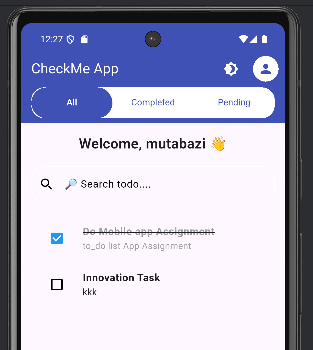 12:27
CheckMe App
All Completed Pending
Welcome, mutabazi 👋
🔎 Search todo....
Do Mobile app Assignment
to_do list App Assignment
Innovation Task
kkk